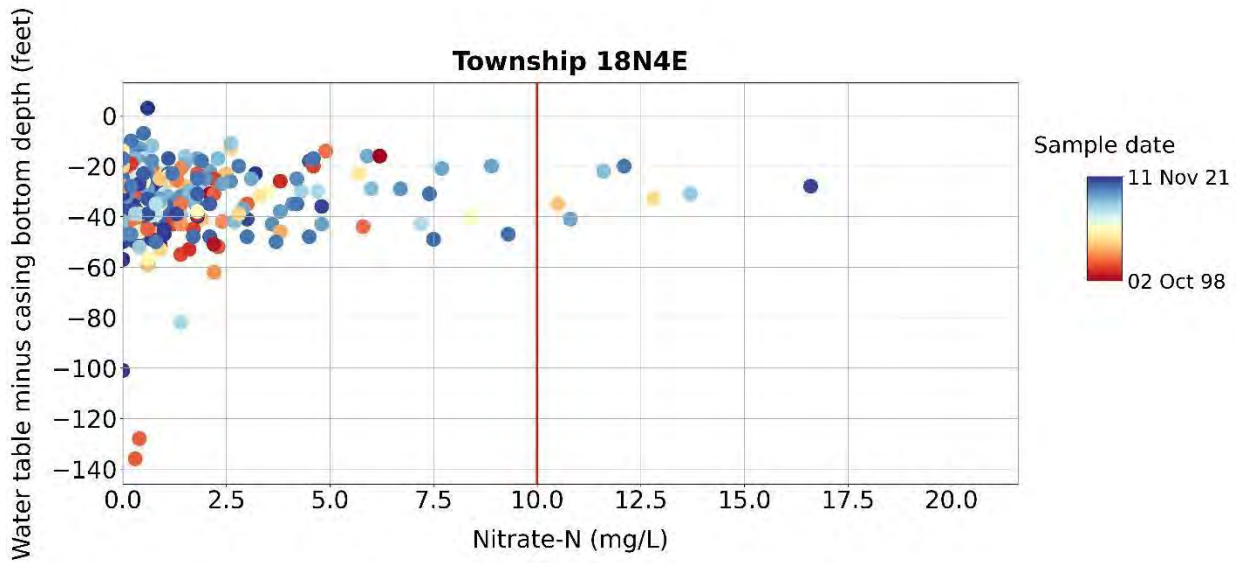 Township 18N4E
Water table minus casing bottom depth (feet)
0
−20
−40
−60
−80
−100
−120
−140
0.0 2.5 5.0 7.5 10.0 12.5 15.0 17.5 20.0
Nitrate-N (mg/L)
Sample date
11 Nov 21
02 Oct 98